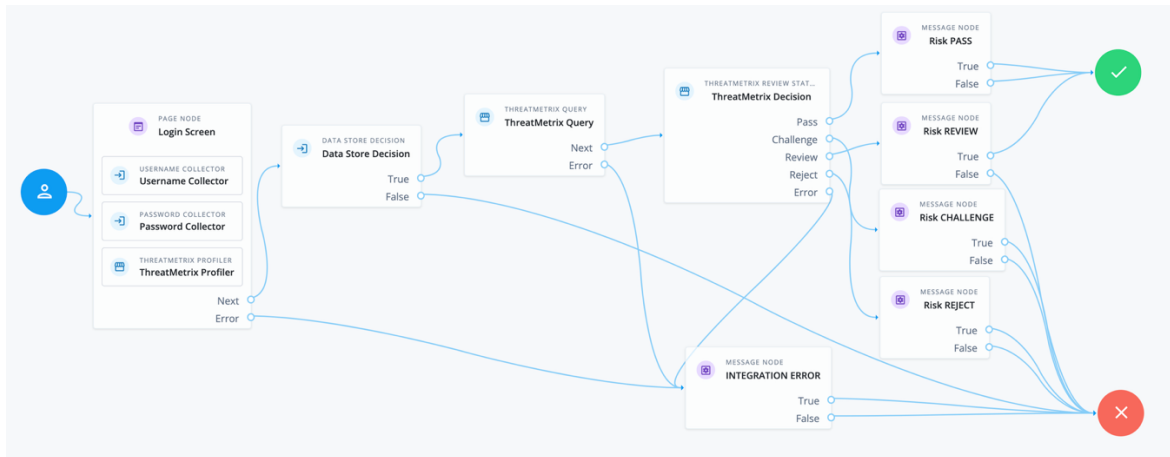 PAGE NODE
Login Screen
USERNAME COLLECTOR
Username Collector
PASSWORD COLLECTOR
Password Collector
THREATMETRIX PROFILER
ThreatMetrix Profiler
Next
Error
DATA STORE DECISION
Data Store Decision
True
False
THREATMETRIX QUERY
ThreatMetrix Query
Next
Error
THREATMETRIX REVIEW STAT...
ThreatMetrix Decision
Pass
Challenge
Review
Reject
Error
MESSAGE NODE
Risk PASS
True
False
MESSAGE NODE
Risk REVIEW
True
False
MESSAGE NODE
Risk CHALLENGE
True
False
MESSAGE NODE
Risk REJECT
True
False
MESSAGE NODE
INTEGRATION ERROR
True
False